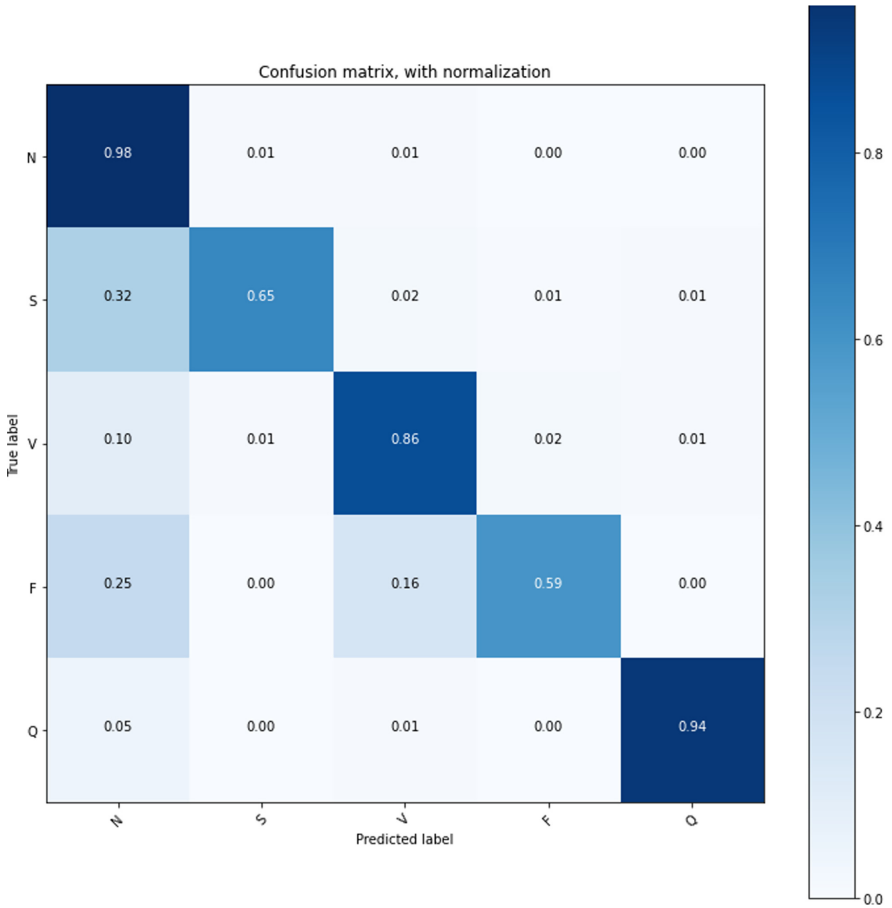 Confusion matrix, with normalization
True label
N 0.98 0.01 0.01 0.00 0.00
S 0.32 0.65 0.02 0.01 0.01
V 0.10 0.01 0.86 0.02 0.01
F 0.25 0.00 0.16 0.59 0.00
Q 0.05 0.00 0.01 0.00 0.94
N S V F Q
Predicted label
0.8
0.6
0.4
0.2
0.0